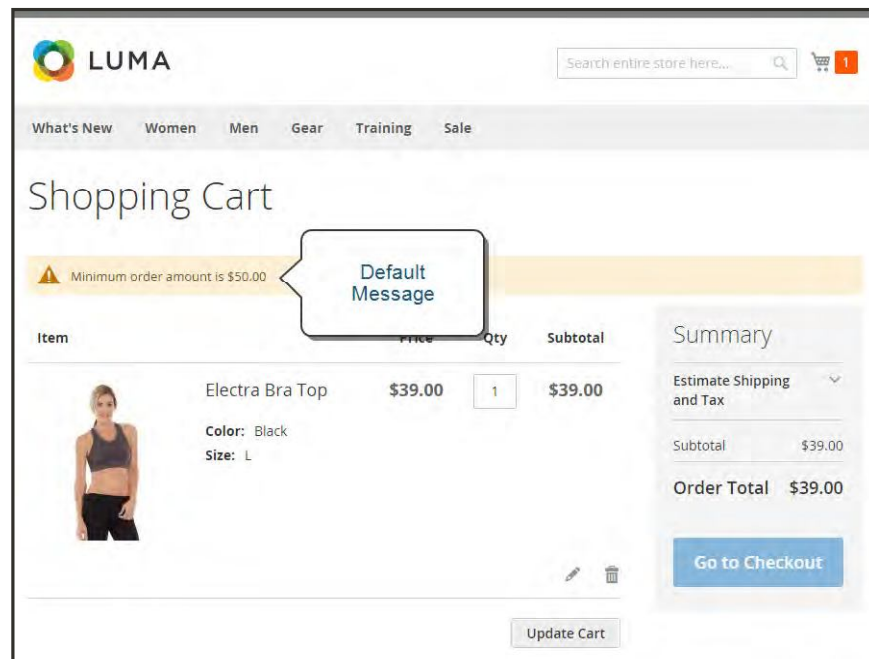 LUMA
Search entire store here...
1
What's New Women Men Gear Training Sale
Shopping Cart
Minimum order amount is $50.00
Default
Message
Item Price Qty Subtotal
Electra Bra Top $39.00 1 $39.00
Color: Black
Size: L
Summary
Estimate Shipping
and Tax
Subtotal $39.00
Order Total $39.00
Go to Checkout
Update Cart